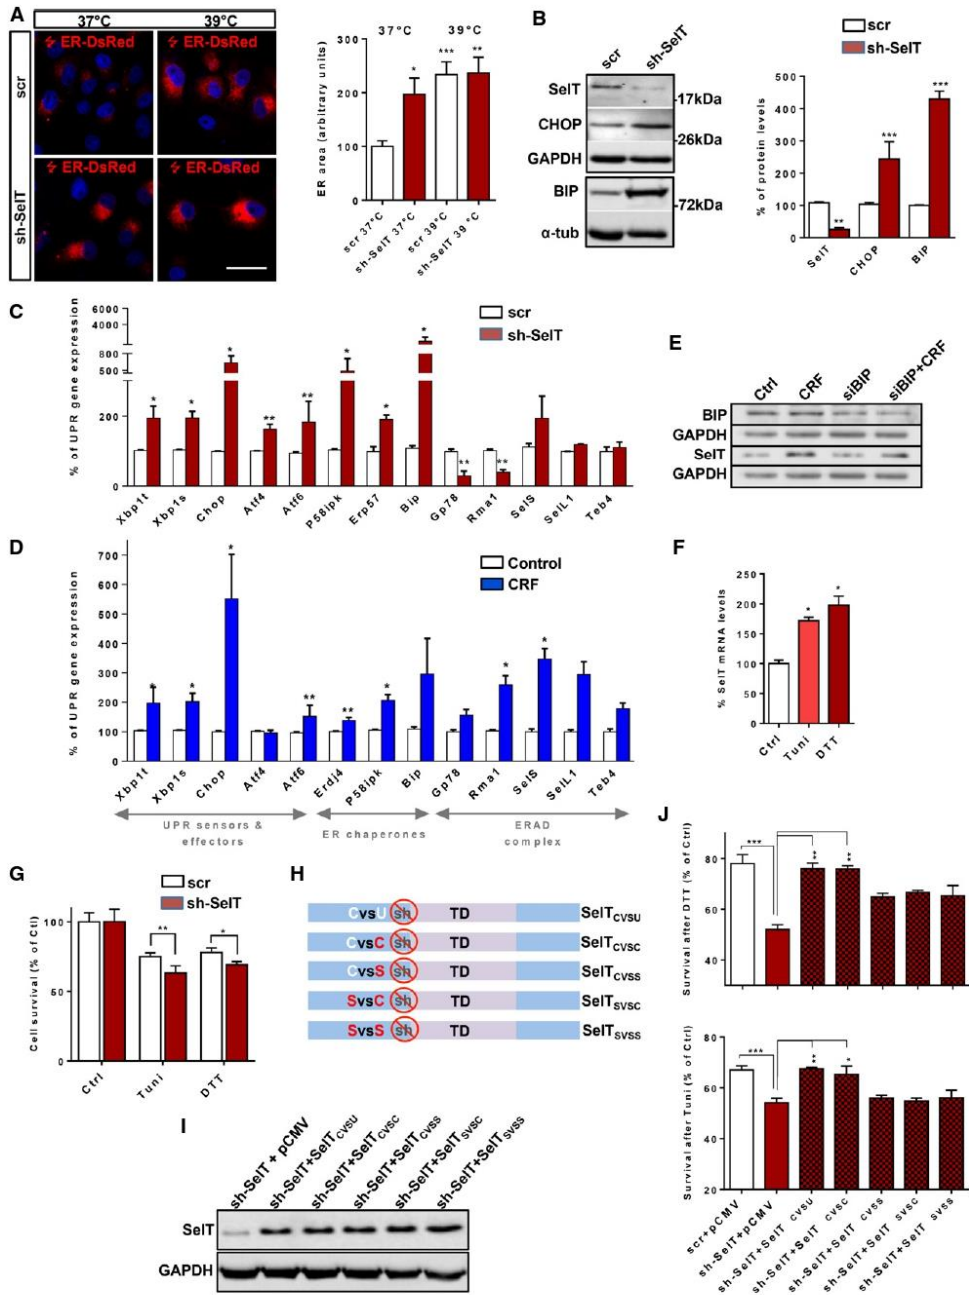 A
37°C 39°C
scr
ϟ ER-DsRed ϟ ER-DsRed
sh-SelT
ϟ ER-DsRed ϟ ER-DsRed
ER area (arbitrary units)
300
200
100
0
37°C 39°C
* *** **
scr 37°C
sh-SelT 37°C
scr 39°C
sh-SelT 39 °C
B
scr sh-SelT
SelT
-17kDa
CHOP
-26kDa
GAPDH
BIP
-72kDa
α-tub
scr
sh-SelT
% of protein levels
500
400
300
200
100
0
** *** ***
SelT CHOP BIP
C
scr
sh-SelT
% of UPR gene expression
6000
4000
800
500
200
100
0
* * * ** ** * * * ** **
Xbp1t Xbp1s Chop Atf4 Atf6 P58ipk Erp57 Bip Gp78 Rma1 SelS SelL1 Teb4
D
Control
CRF
% of UPR gene expression
700
600
500
400
300
200
100
0
* * * ** ** * * *
Xbp1t Xbp1s Chop Atf4 Atf6 Erdj4 P58ipk Bip Gp78 Rma1 SelS SelL1 Teb4
UPR sensors &
effectors
ER chaperones
ERAD
complex
E
Ctrl CRF siBIP siBIP+CRF
BIP
GAPDH
SelT
GAPDH
F
% SelT mRNA levels
250
200
150
100
50
0
* *
Ctrl Tuni DTT
G
scr
sh-SelT
Cell survival (% of Ctl)
100
50
0
** *
Ctrl Tuni DTT
H
CvsU sh TD SelTCVSU
CvsC sh TD SelTCVSC
CvsS sh TD SelTCVSS
SvsC sh TD SelTSVSC
SvsS sh TD SelTSVSS
I
sh-SelT + pCMV
sh-SelT+SelTCVSU
sh-SelT+SelTCVSC
sh-SelT+SelTCVSS
sh-SelT+SelTSVSC
sh-SelT+SelTSVSS
SelT
GAPDH
J
Survival after DTT (% of Ctrl)
80
60
40
*** ** **
Survival after Tuni (% of Ctrl)
80
60
40
20
*** ** *
scr+pCMV
sh-SelT+pCMV
sh-SelT+SelT CVSU
sh-SelT+SelT CVSC
sh-SelT+SelT CVSS
sh-SelT+SelT SVSC
sh-SelT+SelT SVSS